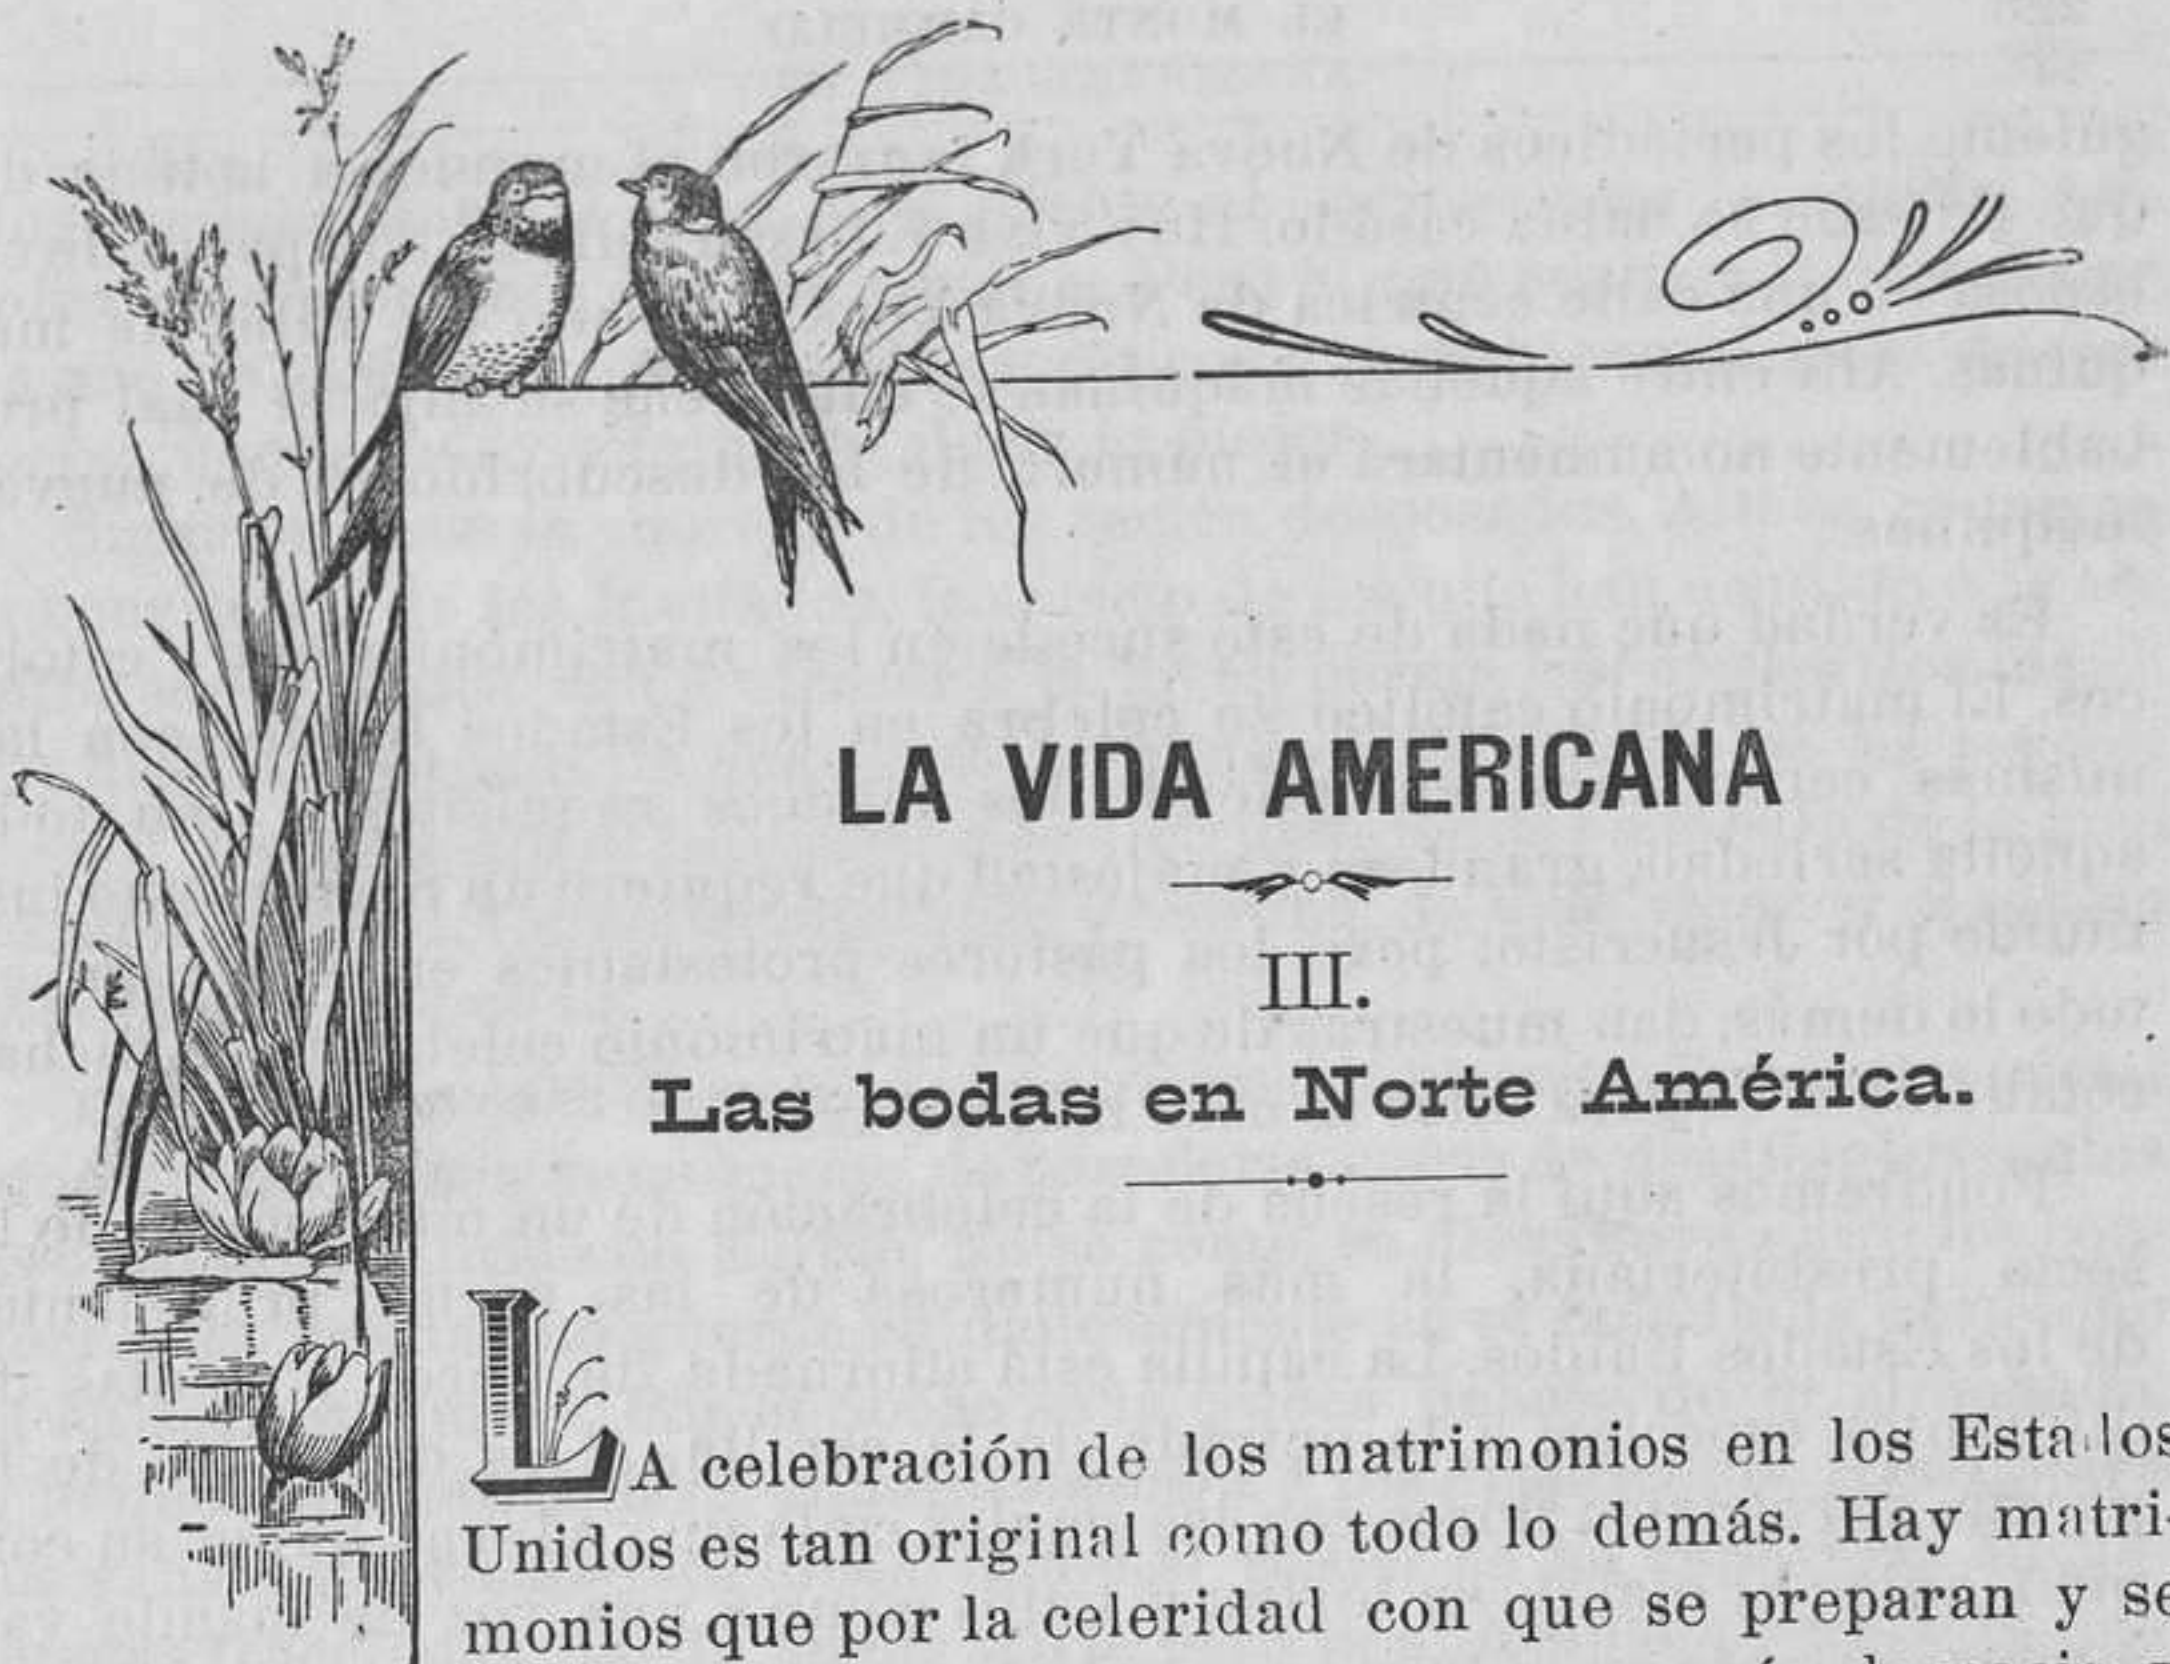 LA VIDA AMERICANA
III.
Las bodas en Norte América.
LA celebración de los matrimonios en los Estados
Unidos es tan original como todo lo demás. Hay matri-
monios que por la celeridad con que se preparan y se